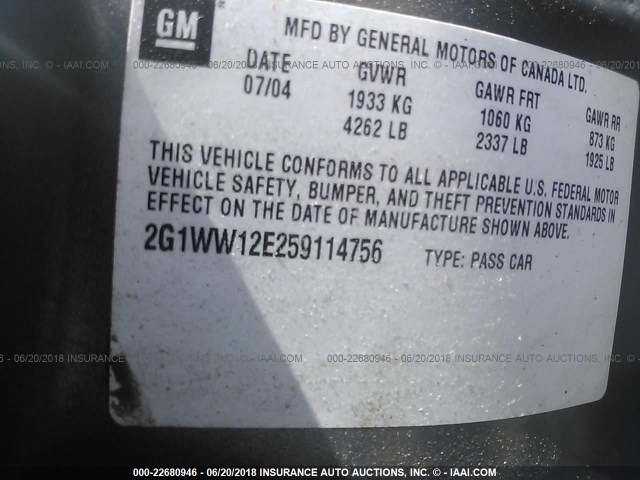 GM
MFD BY GENERAL MOTORS OF CANADA LTD.
DATE GVWR GAWR FRT GAWR RR
07/04 1933 KG 1060 KG 873 KG
4262 LB 2337 LB 1925 LB
THIS VEHICLE CONFORMS TO ALL APPLICABLE U.S. FEDERAL MOTOR
VEHICLE SAFETY, BUMPER, AND THEFT PREVENTION STANDARDS IN
EFFECT ON THE DATE OF MANUFACTURE SHOWN ABOVE.
2G1WW12E259114756 TYPE: PASS CAR
000-22680946 - 06/20/2018 INSURANCE AUTO AUCTIONS, INC. - © IAAI.COM